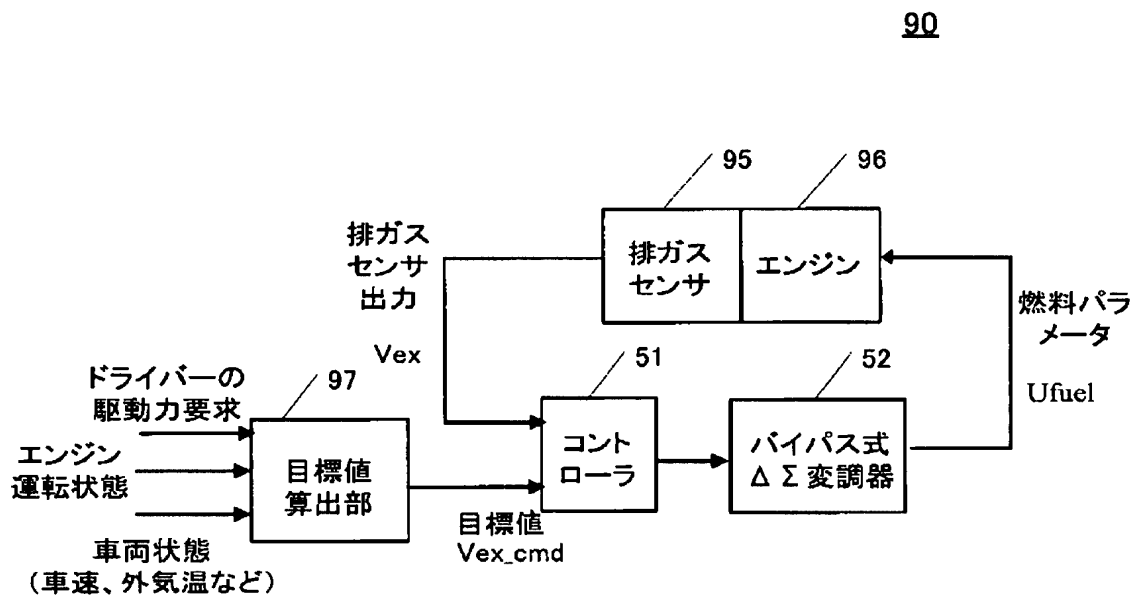 90
95
96
排ガス
センサ
出力
排ガス
センサ
エンジン
燃料パラ
メータ
Vex
Ufuel
51
52
97
ドライバーの
駆動力要求
エンジン
運転状態
車両状態
(車速、外気温など)
目標値
算出部
目標値
Vex_cmd
コント
ローラ
バイパス式
ΔΣ変調器